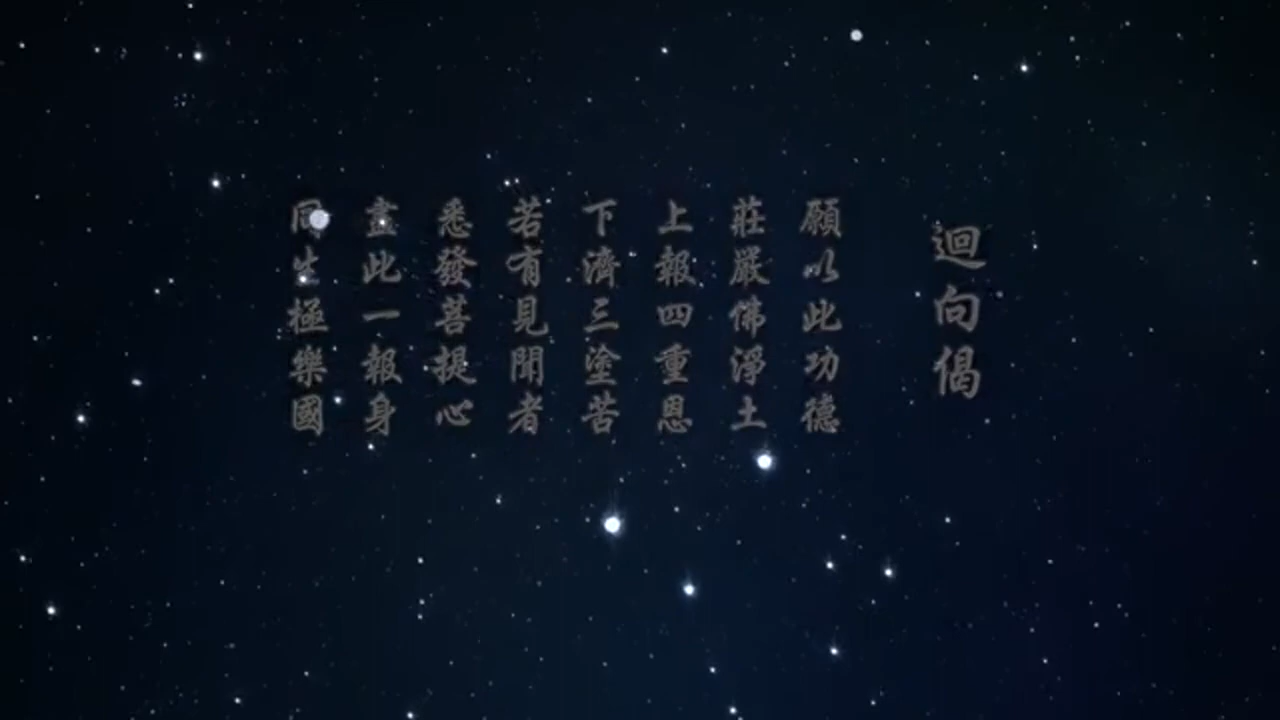 迴向偈
願以此功德
莊嚴佛淨土
上報四重恩
下濟三塗苦
若有見聞者
悉發菩提心
盡此一報身
同生極樂國